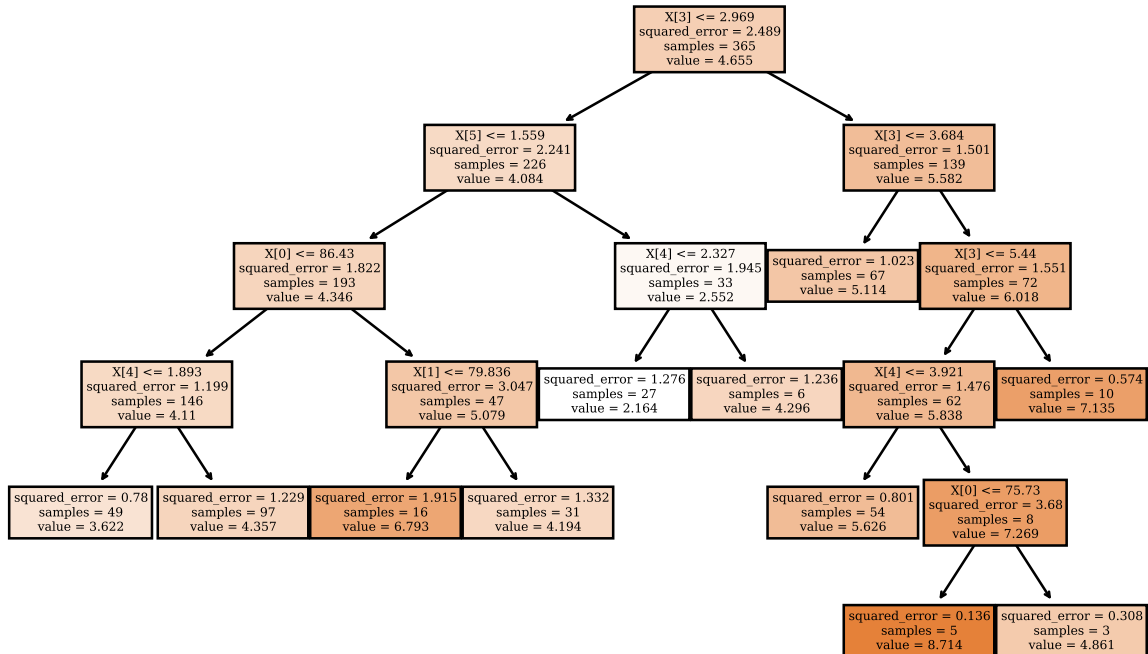 X[3] <= 2.969
squared_error = 2.489
samples = 365
value = 4.655
X[5] <= 1.559
squared_error = 2.241
samples = 226
value = 4.084
X[3] <= 3.684
squared_error = 1.501
samples = 139
value = 5.582
X[0] <= 86.43
squared_error = 1.822
samples = 193
value = 4.346
X[4] <= 2.327
squared_error = 1.945
samples = 33
value = 2.552
squared_error = 1.023
samples = 67
value = 5.114
X[3] <= 5.44
squared_error = 1.551
samples = 72
value = 6.018
X[4] <= 1.893
squared_error = 1.199
samples = 146
value = 4.11
X[1] <= 79.836
squared_error = 3.047
samples = 47
value = 5.079
squared_error = 1.276
samples = 27
value = 2.164
squared_error = 1.236
samples = 6
value = 4.296
X[4] <= 3.921
squared_error = 1.476
samples = 62
value = 5.838
squared_error = 0.574
samples = 10
value = 7.135
squared_error = 0.78
samples = 49
value = 3.622
squared_error = 1.229
samples = 97
value = 4.357
squared_error = 1.915
samples = 16
value = 6.793
squared_error = 1.332
samples = 31
value = 4.194
squared_error = 0.801
samples = 54
value = 5.626
X[0] <= 75.73
squared_error = 3.68
samples = 8
value = 7.269
squared_error = 0.136
samples = 5
value = 8.714
squared_error = 0.308
samples = 3
value = 4.861